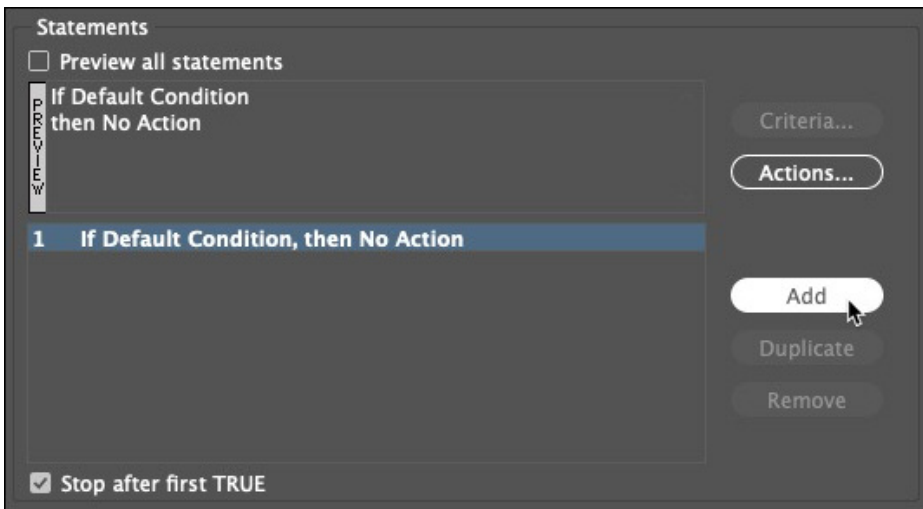 Statements
Preview all statements
PREVIEW
If Default Condition
then No Action
Criteria...
Actions...
1 If Default Condition, then No Action
Add
Duplicate
Remove
Stop after first TRUE